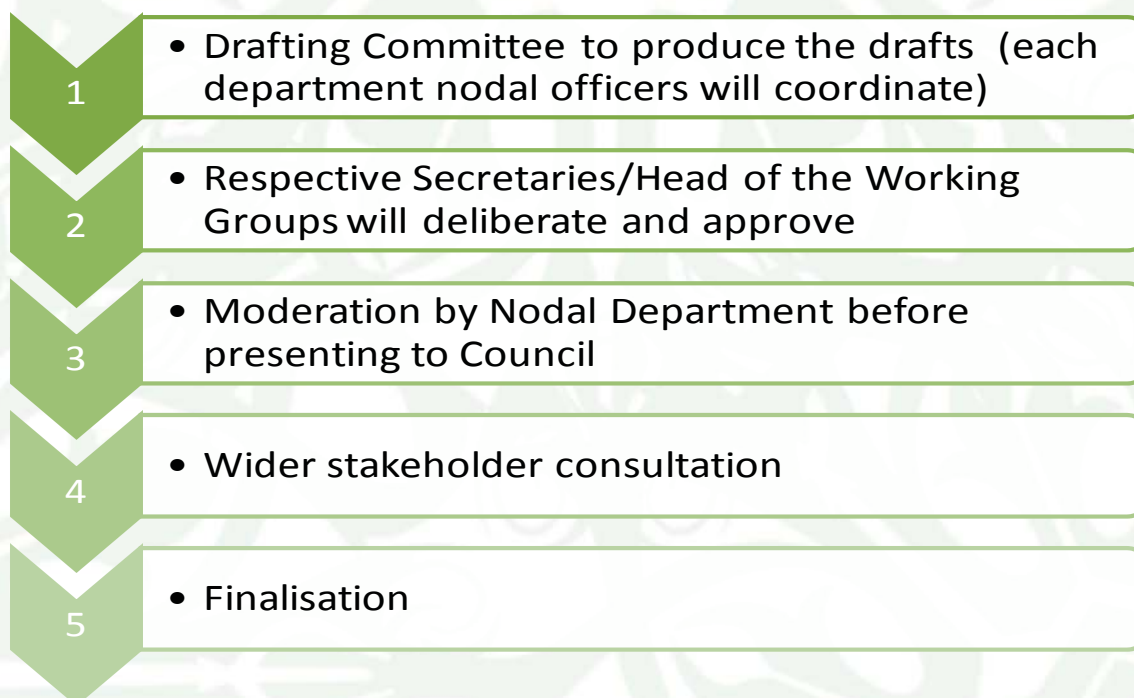 1
• Drafting Committee to produce the drafts (each
department nodal officers will coordinate)
2
• Respective Secretaries/Head of the Working
Groups will deliberate and approve
3
• Moderation by Nodal Department before
presenting to Council
4
• Wider stakeholder consultation
5
• Finalisation